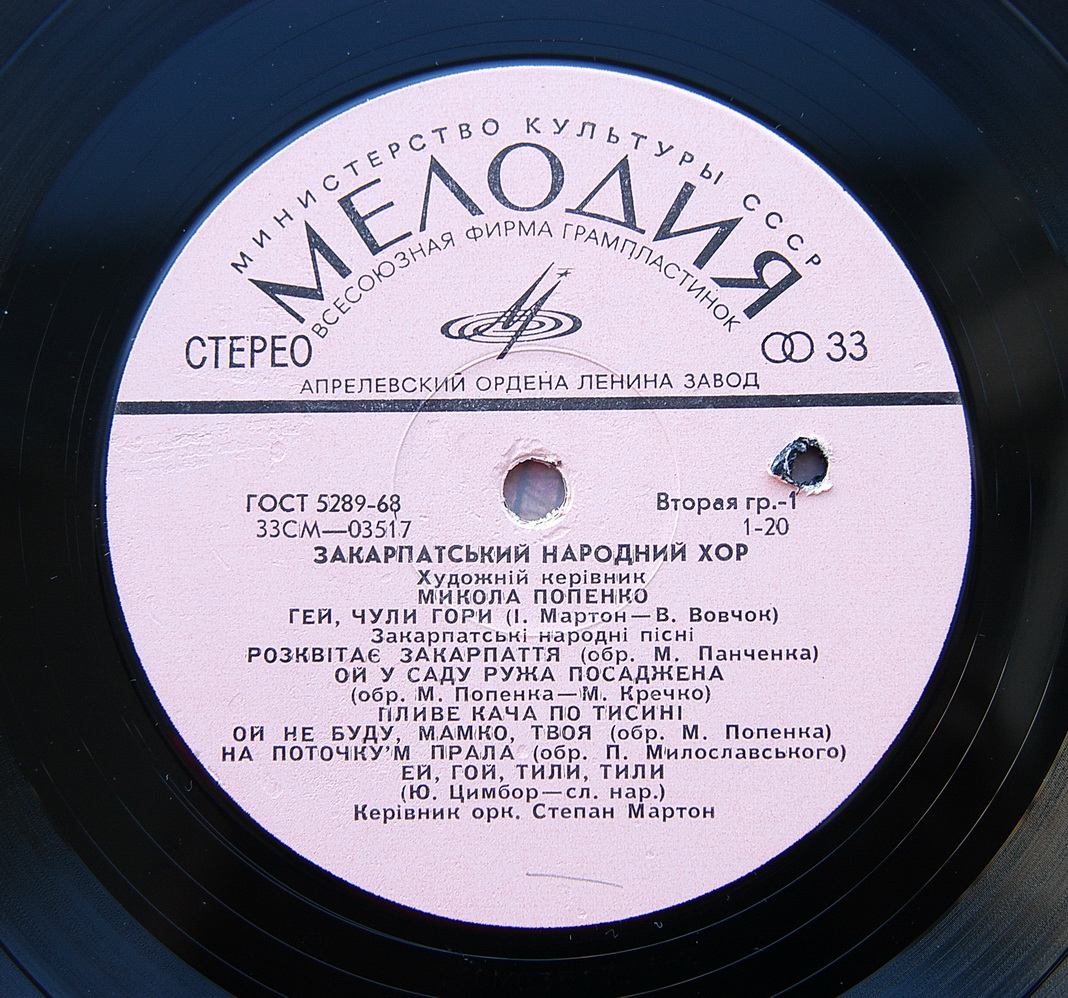 МИНИСТЕРСТВО КУЛЬТУРЫ СССР
МЕЛОДИЯ
ВСЕСОЮЗНАЯ ФИРМА ГРАМПЛАСТИНОК
СТЕРЕО
33
АПРЕЛЕВСКИЙ ОРДЕНА ЛЕНИНА ЗАВОД
ГОСТ 5289-68 Вторая гр.-1
33СМ—03517 1-20
ЗАКАРПАТСЬКИЙ НАРОДНИЙ ХОР
Художній керівник
МИКОЛА ПОПЕНКО
ГЕЙ, ЧУЛИ ГОРИ (І. Мартон—В. Вовчок)
Закарпатські народні пісні
РОЗКВІТАЄ ЗАКАРПАТТЯ (обр. М. Панченка)
ОЙ У САДУ РУЖА ПОСАДЖЕНА
(обр. М. Попенка—М. Кречко)
ПЛИВЕ КАЧА ПО ТИСИНІ
ОЙ НЕ БУДУ, МАМКО, ТВОЯ (обр. М. Попенка)
НА ПОТОЧКУ'М ПРАЛА (обр. П. Милославського)
ЕЙ, ГОЙ, ТИЛИ, ТИЛИ
(Ю. Цимбор—сл. нар.)
Керівник орк. Степан Мартон